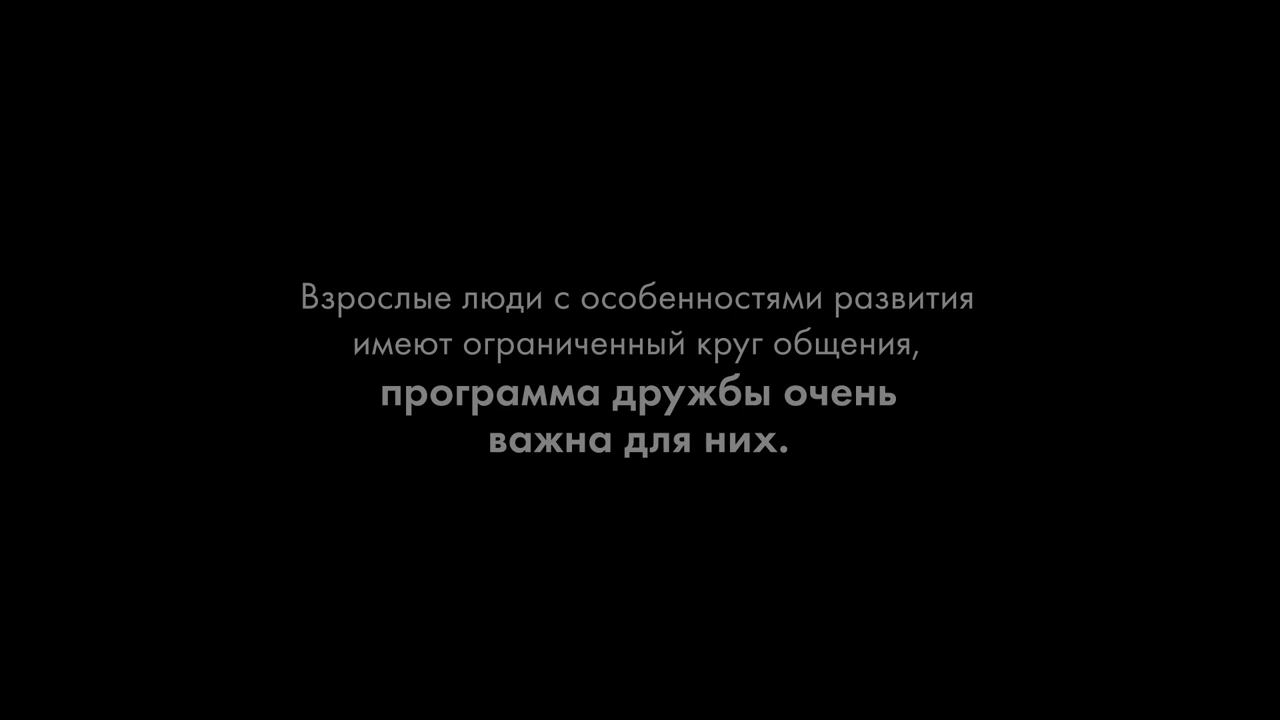 Взрослые люди с особенностями развития
имеют ограниченный круг общения,
программа дружбы очень
важна для них.